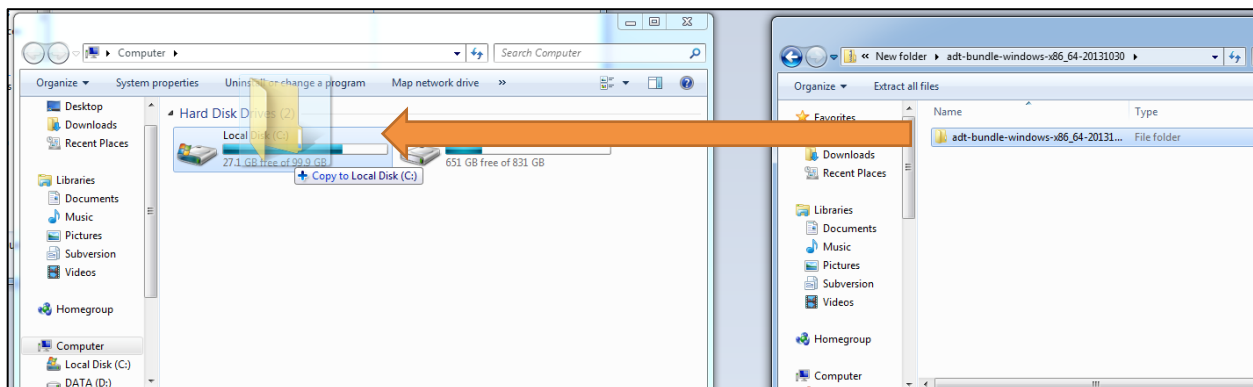 Computer
Search Computer
Organize System properties Uninstall or change a program Map network drive »
Desktop
Downloads
Recent Places
Libraries
Documents
Music
Pictures
Subversion
Videos
Homegroup
Computer
Local Disk (C:)
DATA (D:)
Hard Disk Drives (2)
Local Disk (C:)
27.1 GB free of 99.9 GB
651 GB free of 831 GB
Copy to Local Disk (C:)
« New folder adt-bundle-windows-x86_64-20131030
Organize Extract all files
Favorites
Downloads
Recent Places
Libraries
Documents
Music
Pictures
Subversion
Videos
Homegroup
Computer
Name Type
adt-bundle-windows-x86_64-20131... File folder